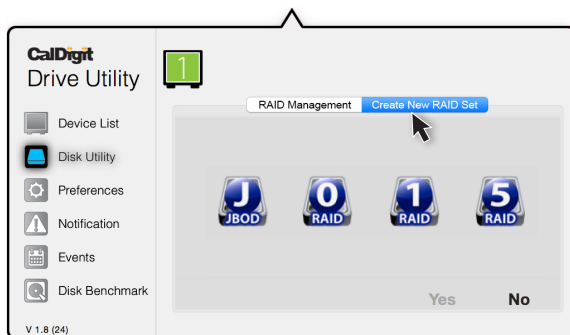 CalDigit
Drive Utility
1
RAID Management
Create New RAID Set
Device List
Disk Utility
Preferences
Notification
Events
Disk Benchmark
J
JBOD
0
RAID
1
RAID
5
RAID
Yes
No
V 1.8 (24)